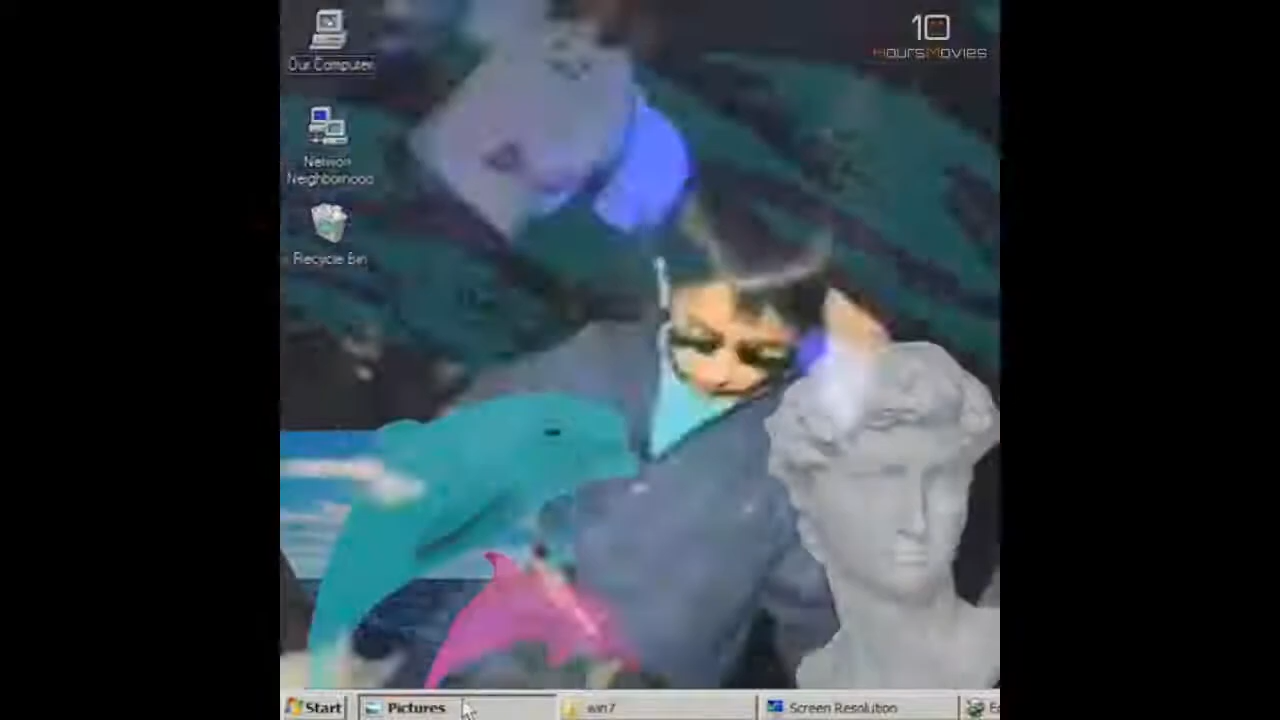 10
HoursMovies
Our Computer
Network
Neighborhood
Recycle Bin
Start
Pictures
win7
Screen Resolution